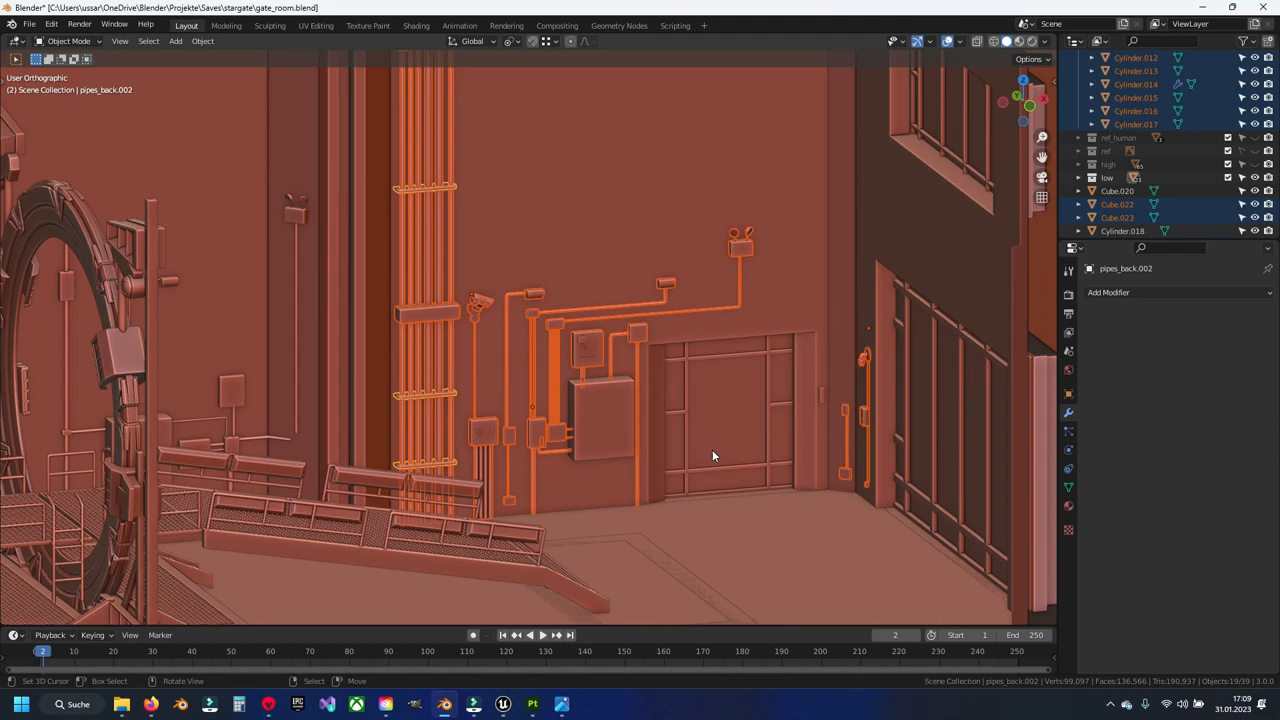 Blender* [C:\Users\ussar\OneDrive\Blender\Projekte\Saves\stargate\gate_room.blend]
File Edit Render Window Help Layout Modeling Sculpting UV Editing Texture Paint Shading Animation Rendering Compositing Geometry Nodes Scripting + Scene ViewLayer
Object Mode View Select Add Object Global
Options
User Orthographic
(2) Scene Collection | pipes_back.002
Z
Y
X
Cylinder.012
Cylinder.013
Cylinder.014
Cylinder.015
Cylinder.016
Cylinder.017
ref_human 3
ref
high 65
low
Cube.020
Cube.022
Cube.023
Cylinder.018
pipes_back.002
Add Modifier
Playback Keying View Marker 2 Start 1 End 250
2 10 20 30 40 50 60 70 80 90 100 110 120 130 140 150 160 170 180 190 200 210 220 230 240 250
Set 3D Cursor Box Select Rotate View Select Move Scene Collection | pipes_back.002 | Verts:99,097 | Faces:136,566 | Tris:190,937 | Objects:19/39 | 3.0.0
Suche EPIC GAMES Pt 17:09
31.01.2023